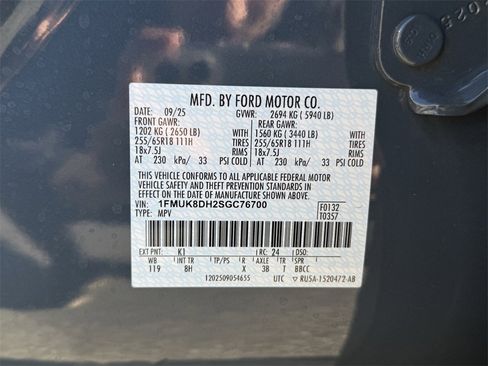 MFD. BY FORD MOTOR CO.
DATE: 09/25 GVWR: 2694 KG ( 5940 LB)
FRONT GAWR: REAR GAWR:
1202 KG ( 2650 LB) 1560 KG ( 3440 LB)
255/65R18 111H TIRES 255/65R18 111H TIRES
18x7.5J RIMS 18x7.5J RIMS
AT 230 kPa/ 33 PSI COLD AT 230 kPa/ 33 PSI COLD
THIS VEHICLE CONFORMS TO ALL APPLICABLE FEDERAL MOTOR
VEHICLE SAFETY AND THEFT PREVENTION STANDARDS IN EFFECT ON THE
DATE OF MANUFACTURE SHOWN ABOVE.
VIN: 1FMUK8DH2SGC76700 F0132
TYPE: MPV T0357
EXT PNT: K1 RC: 24 DSO:
WB INT TR TP/PS R AXLE TR SPR
119 8H X 3B T BBCC
1202509054655 UTC ▽ RU5A-1520472-AB